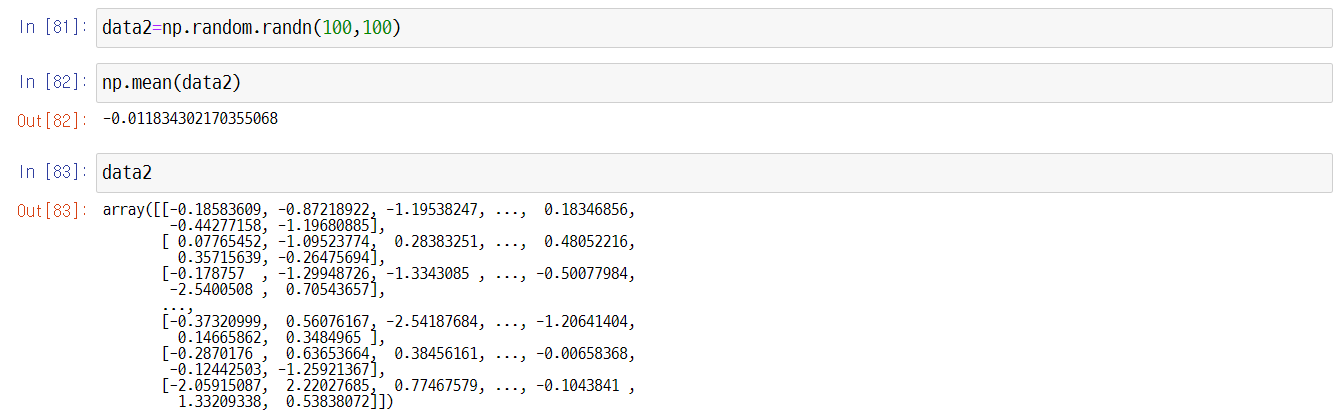 In [81]: data2=np.random.randn(100,100)
In [82]: np.mean(data2)
Out[82]: -0.011834302170355068
In [83]: data2
Out[83]: array([[-0.18583609, -0.87218922, -1.19538247, ...,  0.18346856,
-0.44277158, -1.19680885],
[ 0.07765452, -1.09523774,  0.28383251, ...,  0.48052216,
0.35715639, -0.26475694],
[-0.178757  , -1.29948726, -1.3343085 , ..., -0.50077984,
-2.5400508 ,  0.70543657],
...,
[-0.37320999,  0.56076167, -2.54187684, ..., -1.20641404,
0.14665862,  0.3484965 ],
[-0.2870176 ,  0.63653664,  0.38456161, ..., -0.00658368,
-0.12442503, -1.25921367],
[-2.05915087,  2.22027685,  0.77467579, ..., -0.1043841 ,
1.33209338,  0.53838072]])